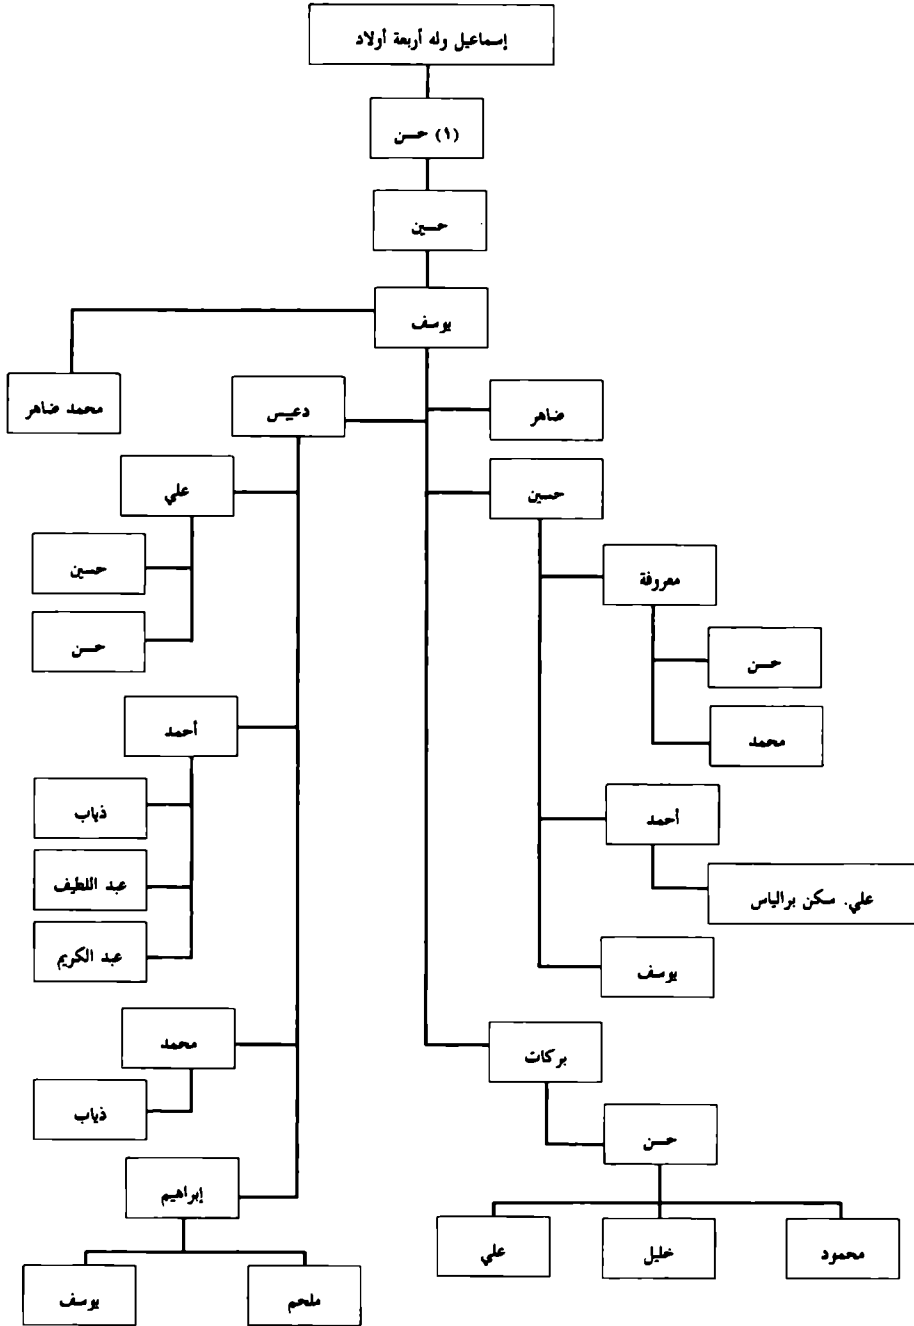 إسماعيل وله أربعة أولاد
(١) حسن
حسين
يوسف
محمد ضاهر
دعيس
ضاهر
علي
حسين
حسين
حسن
معروفة
حسن
محمد
أحمد
ذياب
عبد اللطيف
عبد الكريم
أحمد
علي. سكن برالياس
يوسف
محمد
ذياب
بركات
حسن
إبراهيم
يوسف
ملحم
محمود
خليل
علي